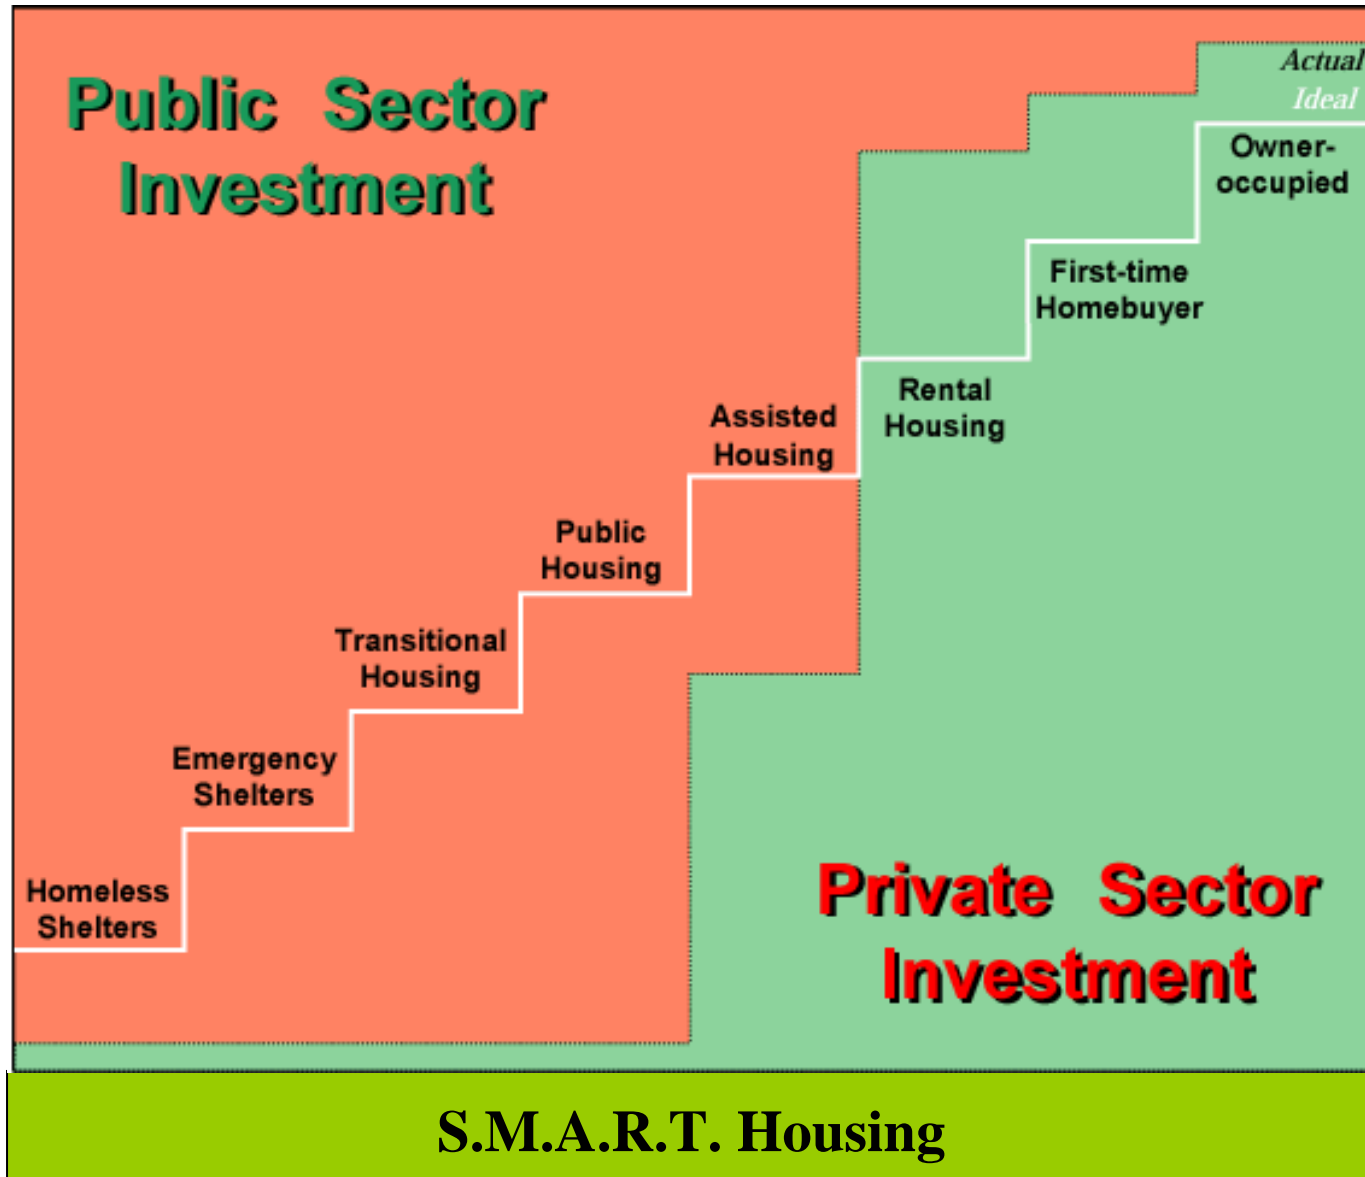 Public Sector
Investment
Actual
Ideal
Owner-
occupied
First-time
Homebuyer
Rental
Housing
Assisted
Housing
Public
Housing
Transitional
Housing
Emergency
Shelters
Homeless
Shelters
Private Sector
Investment
S.M.A.R.T. Housing